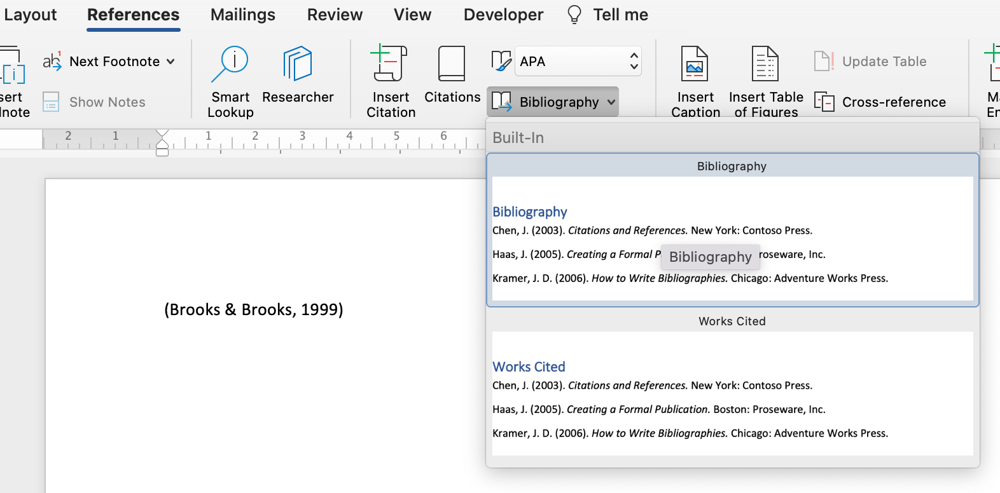 Layout References Mailings Review View Developer Tell me
ab 1 Next Footnote
Show Notes
sert
lnote
Smart
Lookup
Researcher
Insert
Citation
Citations
APA
Bibliography
Insert
Caption
Insert Table
of Figures
Update Table
Cross-reference
Ma
En
2 1 1 2 3 4 5 6
Built-In
Bibliography
Bibliography
Chen, J. (2003). Citations and References. New York: Contoso Press.
Haas, J. (2005). Creating a Formal P
roseware, Inc.
Bibliography
Kramer, J. D. (2006). How to Write Bibliographies. Chicago: Adventure Works Press.
(Brooks & Brooks, 1999)
Works Cited
Works Cited
Chen, J. (2003). Citations and References. New York: Contoso Press.
Haas, J. (2005). Creating a Formal Publication. Boston: Proseware, Inc.
Kramer, J. D. (2006). How to Write Bibliographies. Chicago: Adventure Works Press.